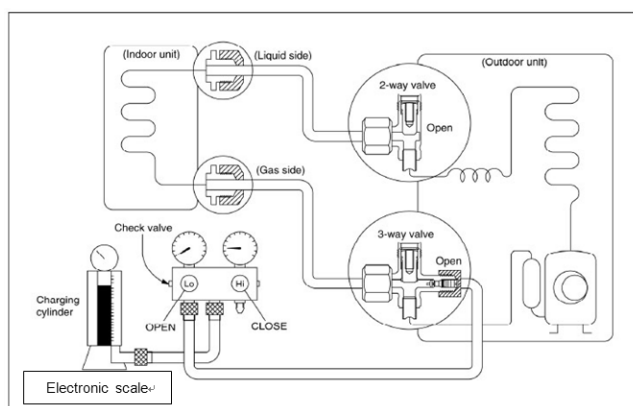 (Indoor unit)
(Liquid side)
(Outdoor unit)
2-way valve
Open
(Gas side)
3-way valve
Open
Check valve
Lo
Hi
Charging
cylinder
OPEN
CLOSE
Electronic scale